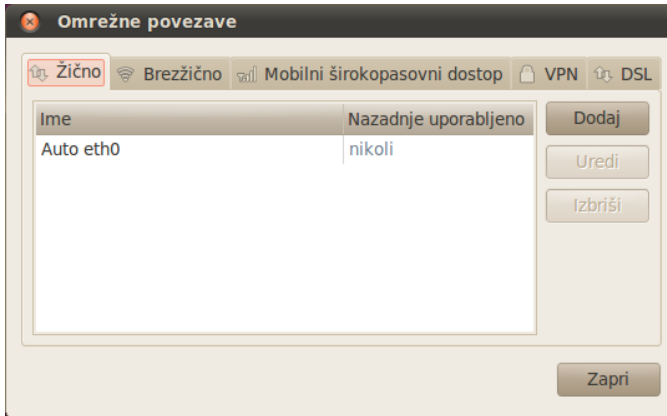 Omrežne povezave
Žično Brezžično Mobilni širokopasovni dostop VPN DSL
Ime Nazadnje uporabljeno Dodaj
Auto eth0 nikoli Uredi
Izbriši
Zapri